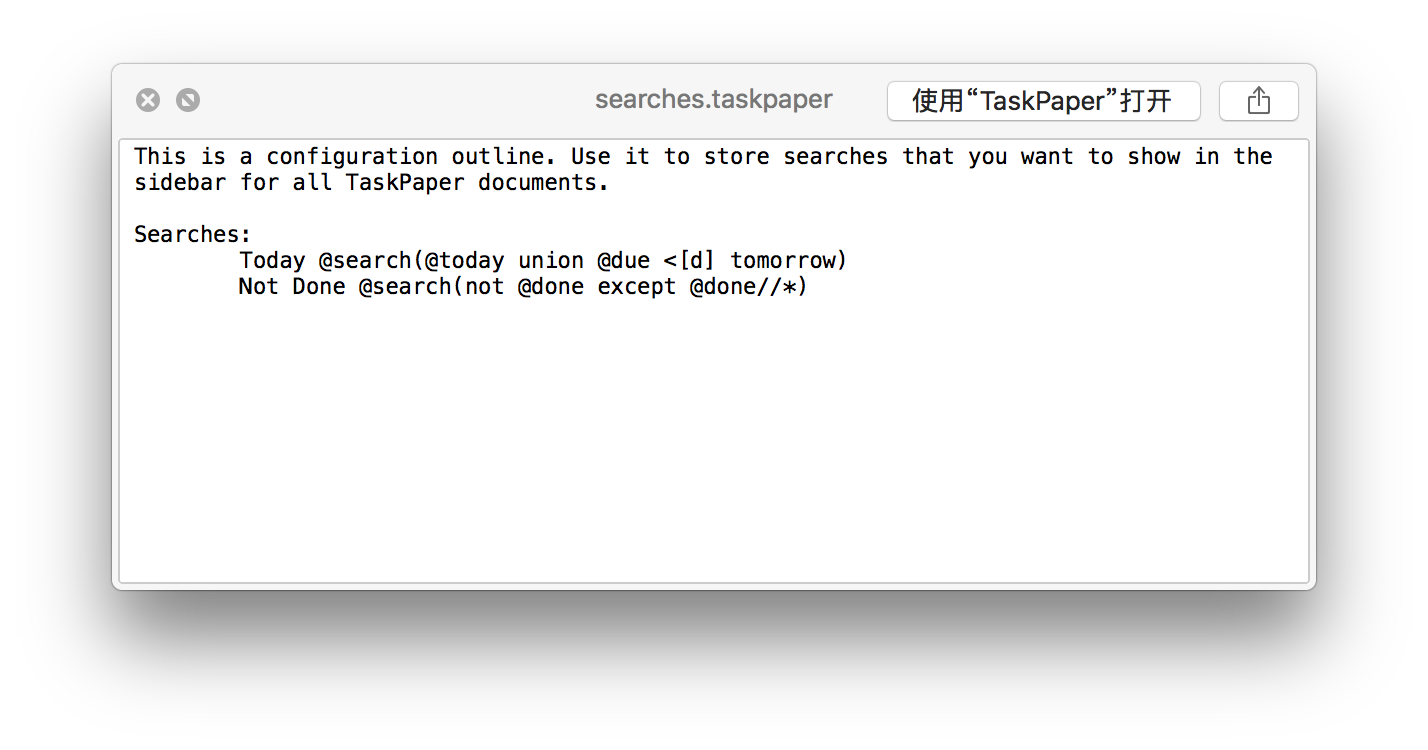 searches.taskpaper
使用“TaskPaper”打开
This is a configuration outline. Use it to store searches that you want to show in the
sidebar for all TaskPaper documents.
Searches:
Today @search(@today union @due <[d] tomorrow)
Not Done @search(not @done except @done//*)